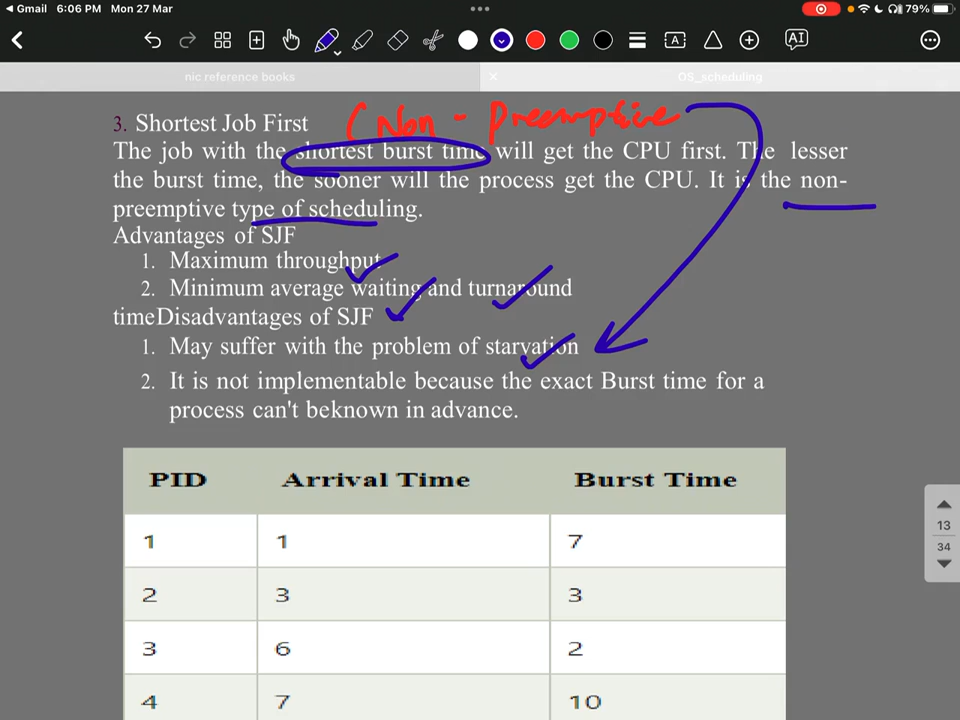 Gmail 6:06 PM Mon 27 Mar
79%
AI
nic reference books
OS_scheduling
3. Shortest Job First (Non - Preemptive
The job with the shortest burst time will get the CPU first. The lesser
the burst time, the sooner will the process get the CPU. It is the non-
preemptive type of scheduling.
Advantages of SJF
1. Maximum throughput
2. Minimum average waiting and turnaround
timeDisadvantages of SJF
1. May suffer with the problem of starvation
2. It is not implementable because the exact Burst time for a
process can't beknown in advance.
PID Arrival Time Burst Time
1 1 7
2 3 3
3 6 2
4 7 10
13
34